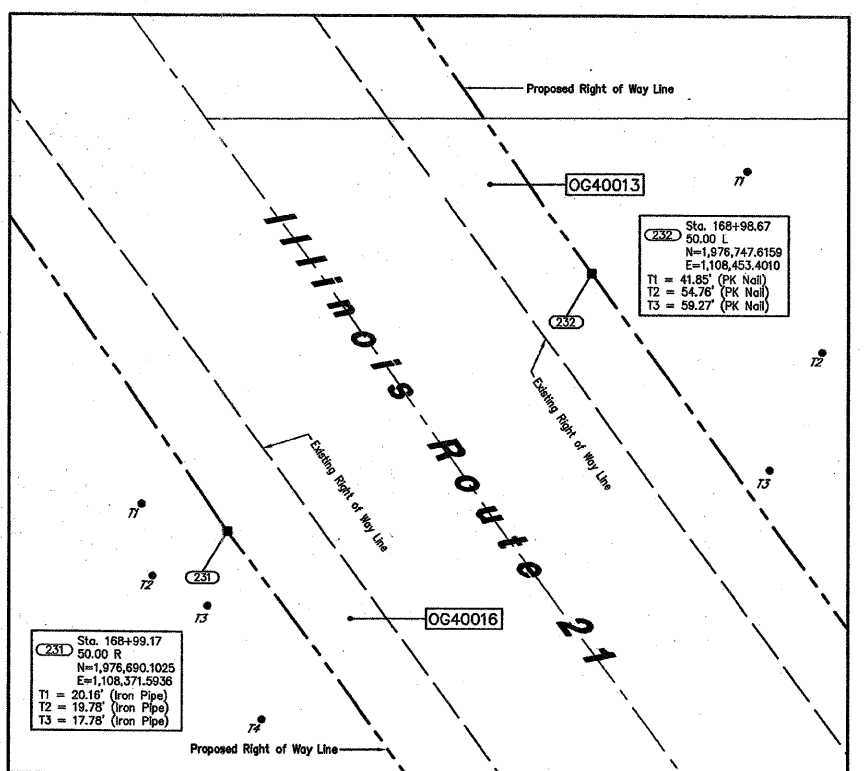 Proposed Right of Way Line
OG40013
T1
232
Sta. 168+98.67
50.00 L
N=1,976,747.6159
E=1,108,453.4010
T1 = 41.85' (PK Nail)
T2 = 54.76' (PK Nail)
T3 = 59.27' (PK Nail)
232
T2
Existing Right of Way Line
Illinois Route 21
Existing Right of Way Line
T3
T1
T2
231
T3
OG40016
231
Sta. 168+99.17
50.00 R
N=1,976,690.1025
E=1,108,371.5936
T1 = 20.16' (Iron Pipe)
T2 = 19.78' (Iron Pipe)
T3 = 17.78' (Iron Pipe)
T4
Proposed Right of Way Line